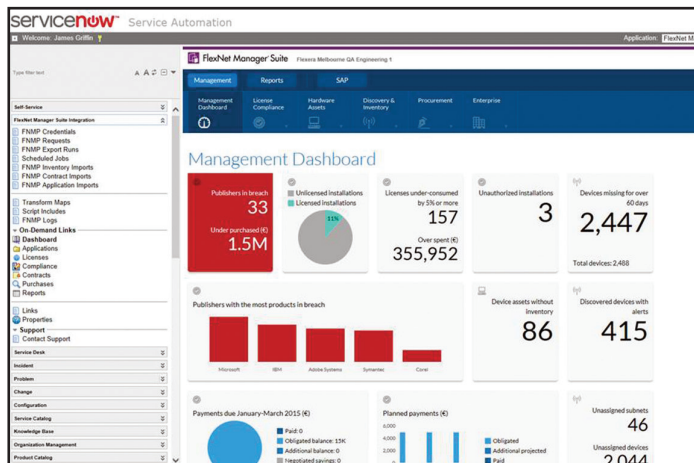 servicenow™ Service Automation
Welcome: James Griffin
Application: FlexNet M
Type filter text
A A
FlexNet Manager Suite Flexera Melbourne QA Engineering 1
Management Reports SAP
Management Dashboard
License Compliance
Hardware Assets
Discovery & Inventory
Procurement
Enterprise
Self-Service
FlexNet Manager Suite Integration
FNMP Credentials
FNMP Requests
FNMP Export Runs
Scheduled Jobs
FNMP Inventory Imports
FNMP Contract Imports
FNMP Application Imports
Transform Maps
Script Includes
FNMP Logs
On-Demand Links
Dashboard
Applications
Licenses
Compliance
Contracts
Purchases
Reports
Links
Properties
Support
Contact Support
Service Desk
Incident
Problem
Change
Configuration
Service Catalog
Knowledge Base
Organization Management
Product Catalog
Management Dashboard
Publishers in breach
33
Under purchased (€)
1.5M
Unlicensed installations
Licensed installations
11%
Licenses under-consumed
by 5% or more
157
Over spent (€)
355,952
Unauthorized installations
3
Devices missing for over
60 days
2,447
Total devices: 2,488
Publishers with the most products in breach
Microsoft IBM Adobe Systems Symantec Corel
Device assets without
inventory
86
Discovered devices with
alerts
415
Payments due January-March 2015 (€)
Paid: 0
Obligated balance: 15K
Additional balance: 0
Negotiated savings: 0
Planned payments (€)
6,000
4,000
2,000
0
Obligated
Additional projected
Paid
Unassigned subnets
46
Unassigned devices
2,044